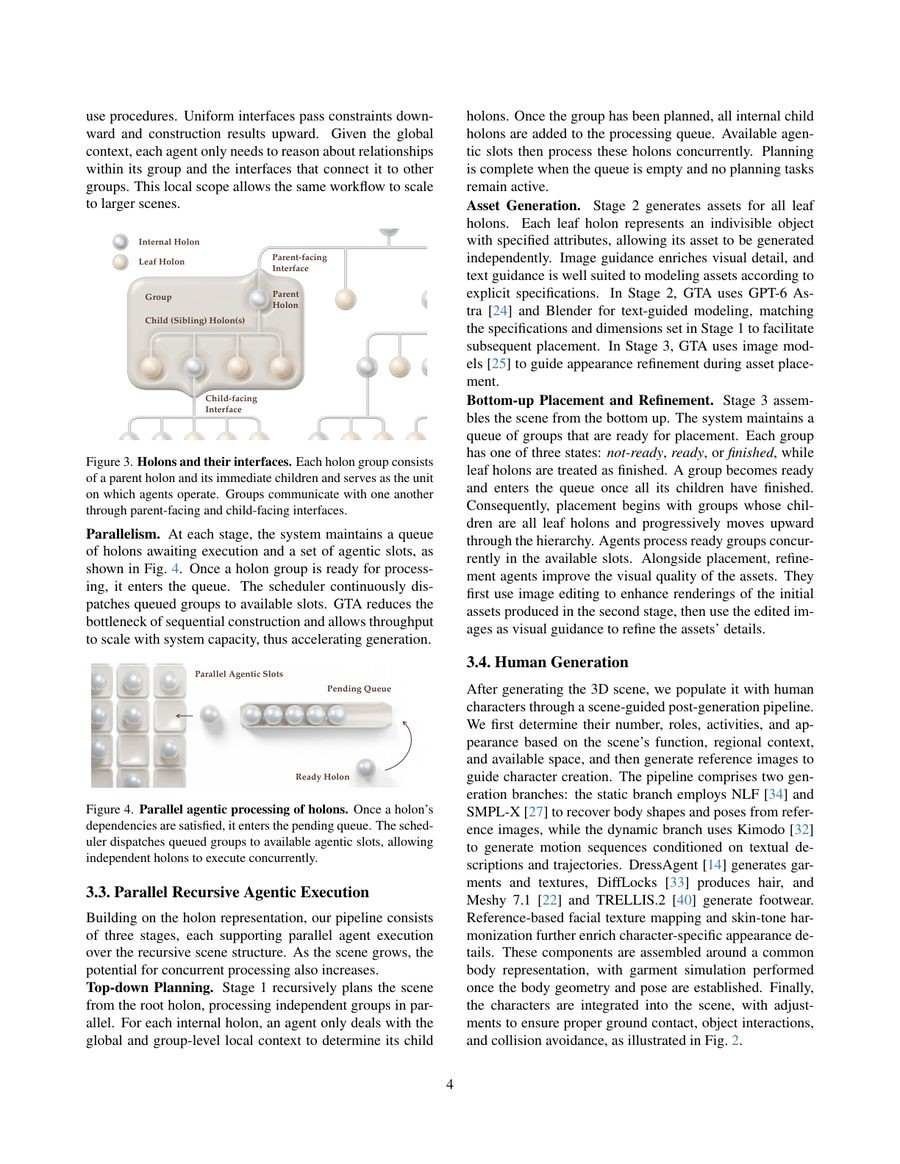 use procedures. Uniform interfaces pass constraints down-
ward and construction results upward. Given the global
context, each agent only needs to reason about relationships
within its group and the interfaces that connect it to other
groups. This local scope allows the same workflow to scale
to larger scenes.
Internal Holon
Leaf Holon
Parent-facing
Interface
Group
Parent
Holon
Child (Sibling) Holon(s)
Child-facing
Interface
Figure 3. Holons and their interfaces. Each holon group consists
of a parent holon and its immediate children and serves as the unit
on which agents operate. Groups communicate with one another
through parent-facing and child-facing interfaces.
Parallelism. At each stage, the system maintains a queue
of holons awaiting execution and a set of agentic slots, as
shown in Fig. 4. Once a holon group is ready for process-
ing, it enters the queue. The scheduler continuously dis-
patches queued groups to available slots. GTA reduces the
bottleneck of sequential construction and allows throughput
to scale with system capacity, thus accelerating generation.
Parallel Agentic Slots
Pending Queue
Ready Holon
Figure 4. Parallel agentic processing of holons. Once a holon's
dependencies are satisfied, it enters the pending queue. The sched-
uler dispatches queued groups to available agentic slots, allowing
independent holons to execute concurrently.
3.3. Parallel Recursive Agentic Execution
Building on the holon representation, our pipeline consists
of three stages, each supporting parallel agent execution
over the recursive scene structure. As the scene grows, the
potential for concurrent processing also increases.
Top-down Planning. Stage 1 recursively plans the scene
from the root holon, processing independent groups in par-
allel. For each internal holon, an agent only deals with the
global and group-level local context to determine its child
holons. Once the group has been planned, all internal child
holons are added to the processing queue. Available agen-
tic slots then process these holons concurrently. Planning
is complete when the queue is empty and no planning tasks
remain active.
Asset Generation. Stage 2 generates assets for all leaf
holons. Each leaf holon represents an indivisible object
with specified attributes, allowing its asset to be generated
independently. Image guidance enriches visual detail, and
text guidance is well suited to modeling assets according to
explicit specifications. In Stage 2, GTA uses GPT-6 As-
tra [24] and Blender for text-guided modeling, matching
the specifications and dimensions set in Stage 1 to facilitate
subsequent placement. In Stage 3, GTA uses image mod-
els [25] to guide appearance refinement during asset place-
ment.
Bottom-up Placement and Refinement. Stage 3 assem-
bles the scene from the bottom up. The system maintains a
queue of groups that are ready for placement. Each group
has one of three states: not-ready, ready, or finished, while
leaf holons are treated as finished. A group becomes ready
and enters the queue once all its children have finished.
Consequently, placement begins with groups whose chil-
dren are all leaf holons and progressively moves upward
through the hierarchy. Agents process ready groups concur-
rently in the available slots. Alongside placement, refine-
ment agents improve the visual quality of the assets. They
first use image editing to enhance renderings of the initial
assets produced in the second stage, then use the edited im-
ages as visual guidance to refine the assets' details.
3.4. Human Generation
After generating the 3D scene, we populate it with human
characters through a scene-guided post-generation pipeline.
We first determine their number, roles, activities, and ap-
pearance based on the scene's function, regional context,
and available space, and then generate reference images to
guide character creation. The pipeline comprises two gen-
eration branches: the static branch employs NLF [34] and
SMPL-X [27] to recover body shapes and poses from refer-
ence images, while the dynamic branch uses Kimodo [32]
to generate motion sequences conditioned on textual de-
scriptions and trajectories. DressAgent [14] generates gar-
ments and textures, DiffLocks [33] produces hair, and
Meshy 7.1 [22] and TRELLIS.2 [40] generate footwear.
Reference-based facial texture mapping and skin-tone har-
monization further enrich character-specific appearance de-
tails. These components are assembled around a common
body representation, with garment simulation performed
once the body geometry and pose are established. Finally,
the characters are integrated into the scene, with adjust-
ments to ensure proper ground contact, object interactions,
and collision avoidance, as illustrated in Fig. 2.
4